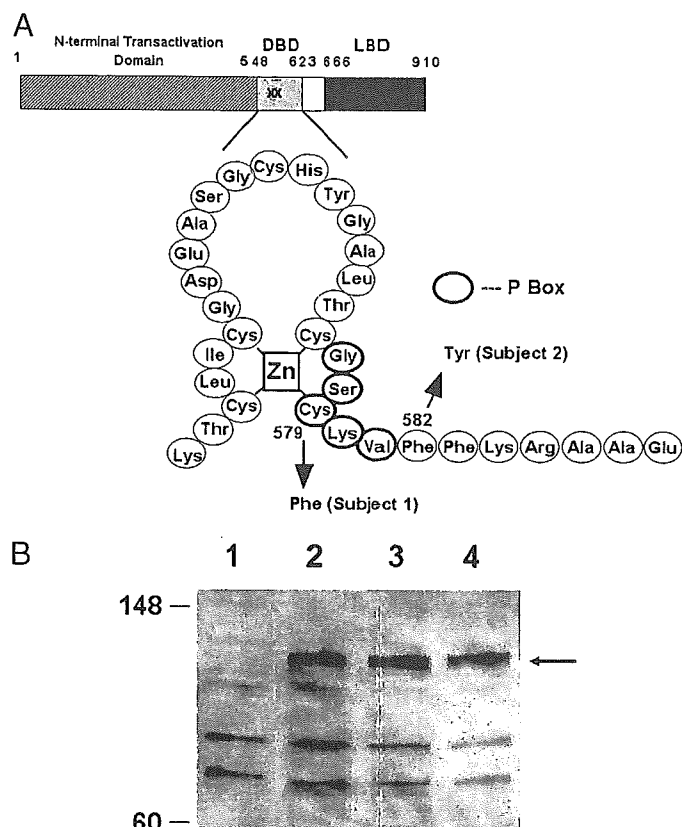 A
N-terminal Transactivation Domain
DBD
LBD
1
548
623
666
910
Lys
Thr
Cys
Leu
Ile
Cys
Gly
Asp
Glu
Ala
Ser
Gly
Cys
His
Tyr
Gly
Ala
Leu
Thr
Cys
Gly
Ser
Cys
Lys
Val
Phe
Phe
Lys
Arg
Ala
Ala
Glu
Zn
--- P Box
Tyr (Subject 2)
582
579
Phe (Subject 1)
B
1 2 3 4
148
60